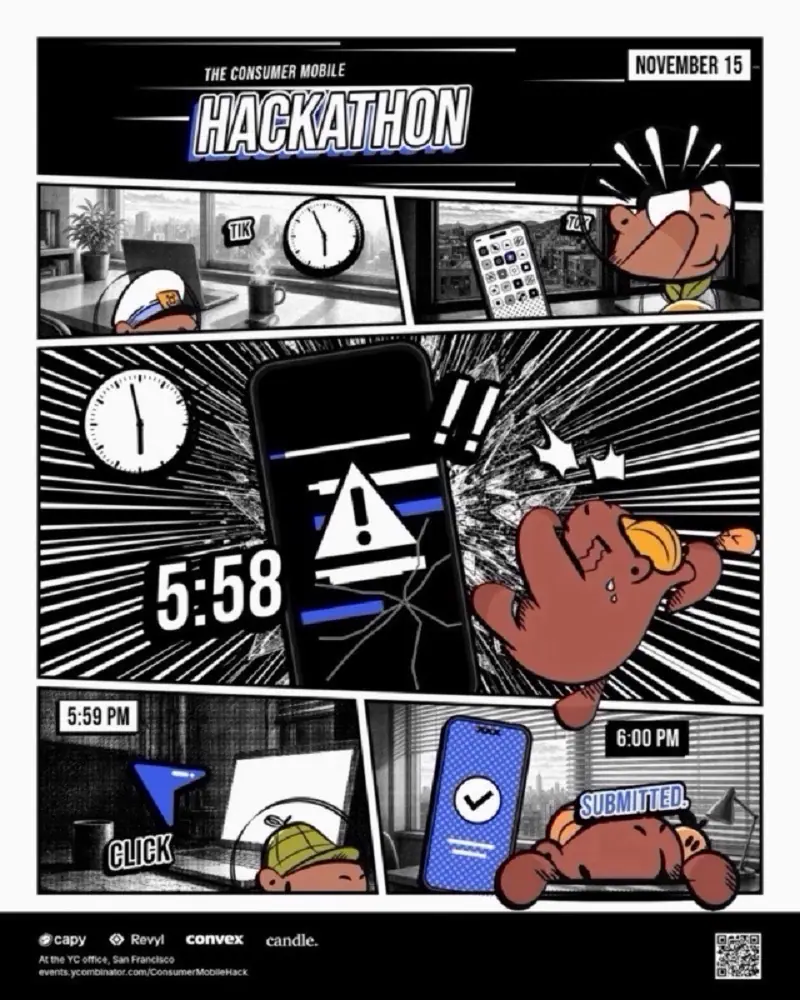 THE CONSUMER MOBILE
HACKATHON
NOVEMBER 15
TIK
TOK
!!
!
5:58
5:59 PM
CLICK
6:00 PM
SUBMITTED.
capy
Revyl
convex
candle.
At the YC office, San Francisco
events.ycombinator.com/ConsumerMobileHack